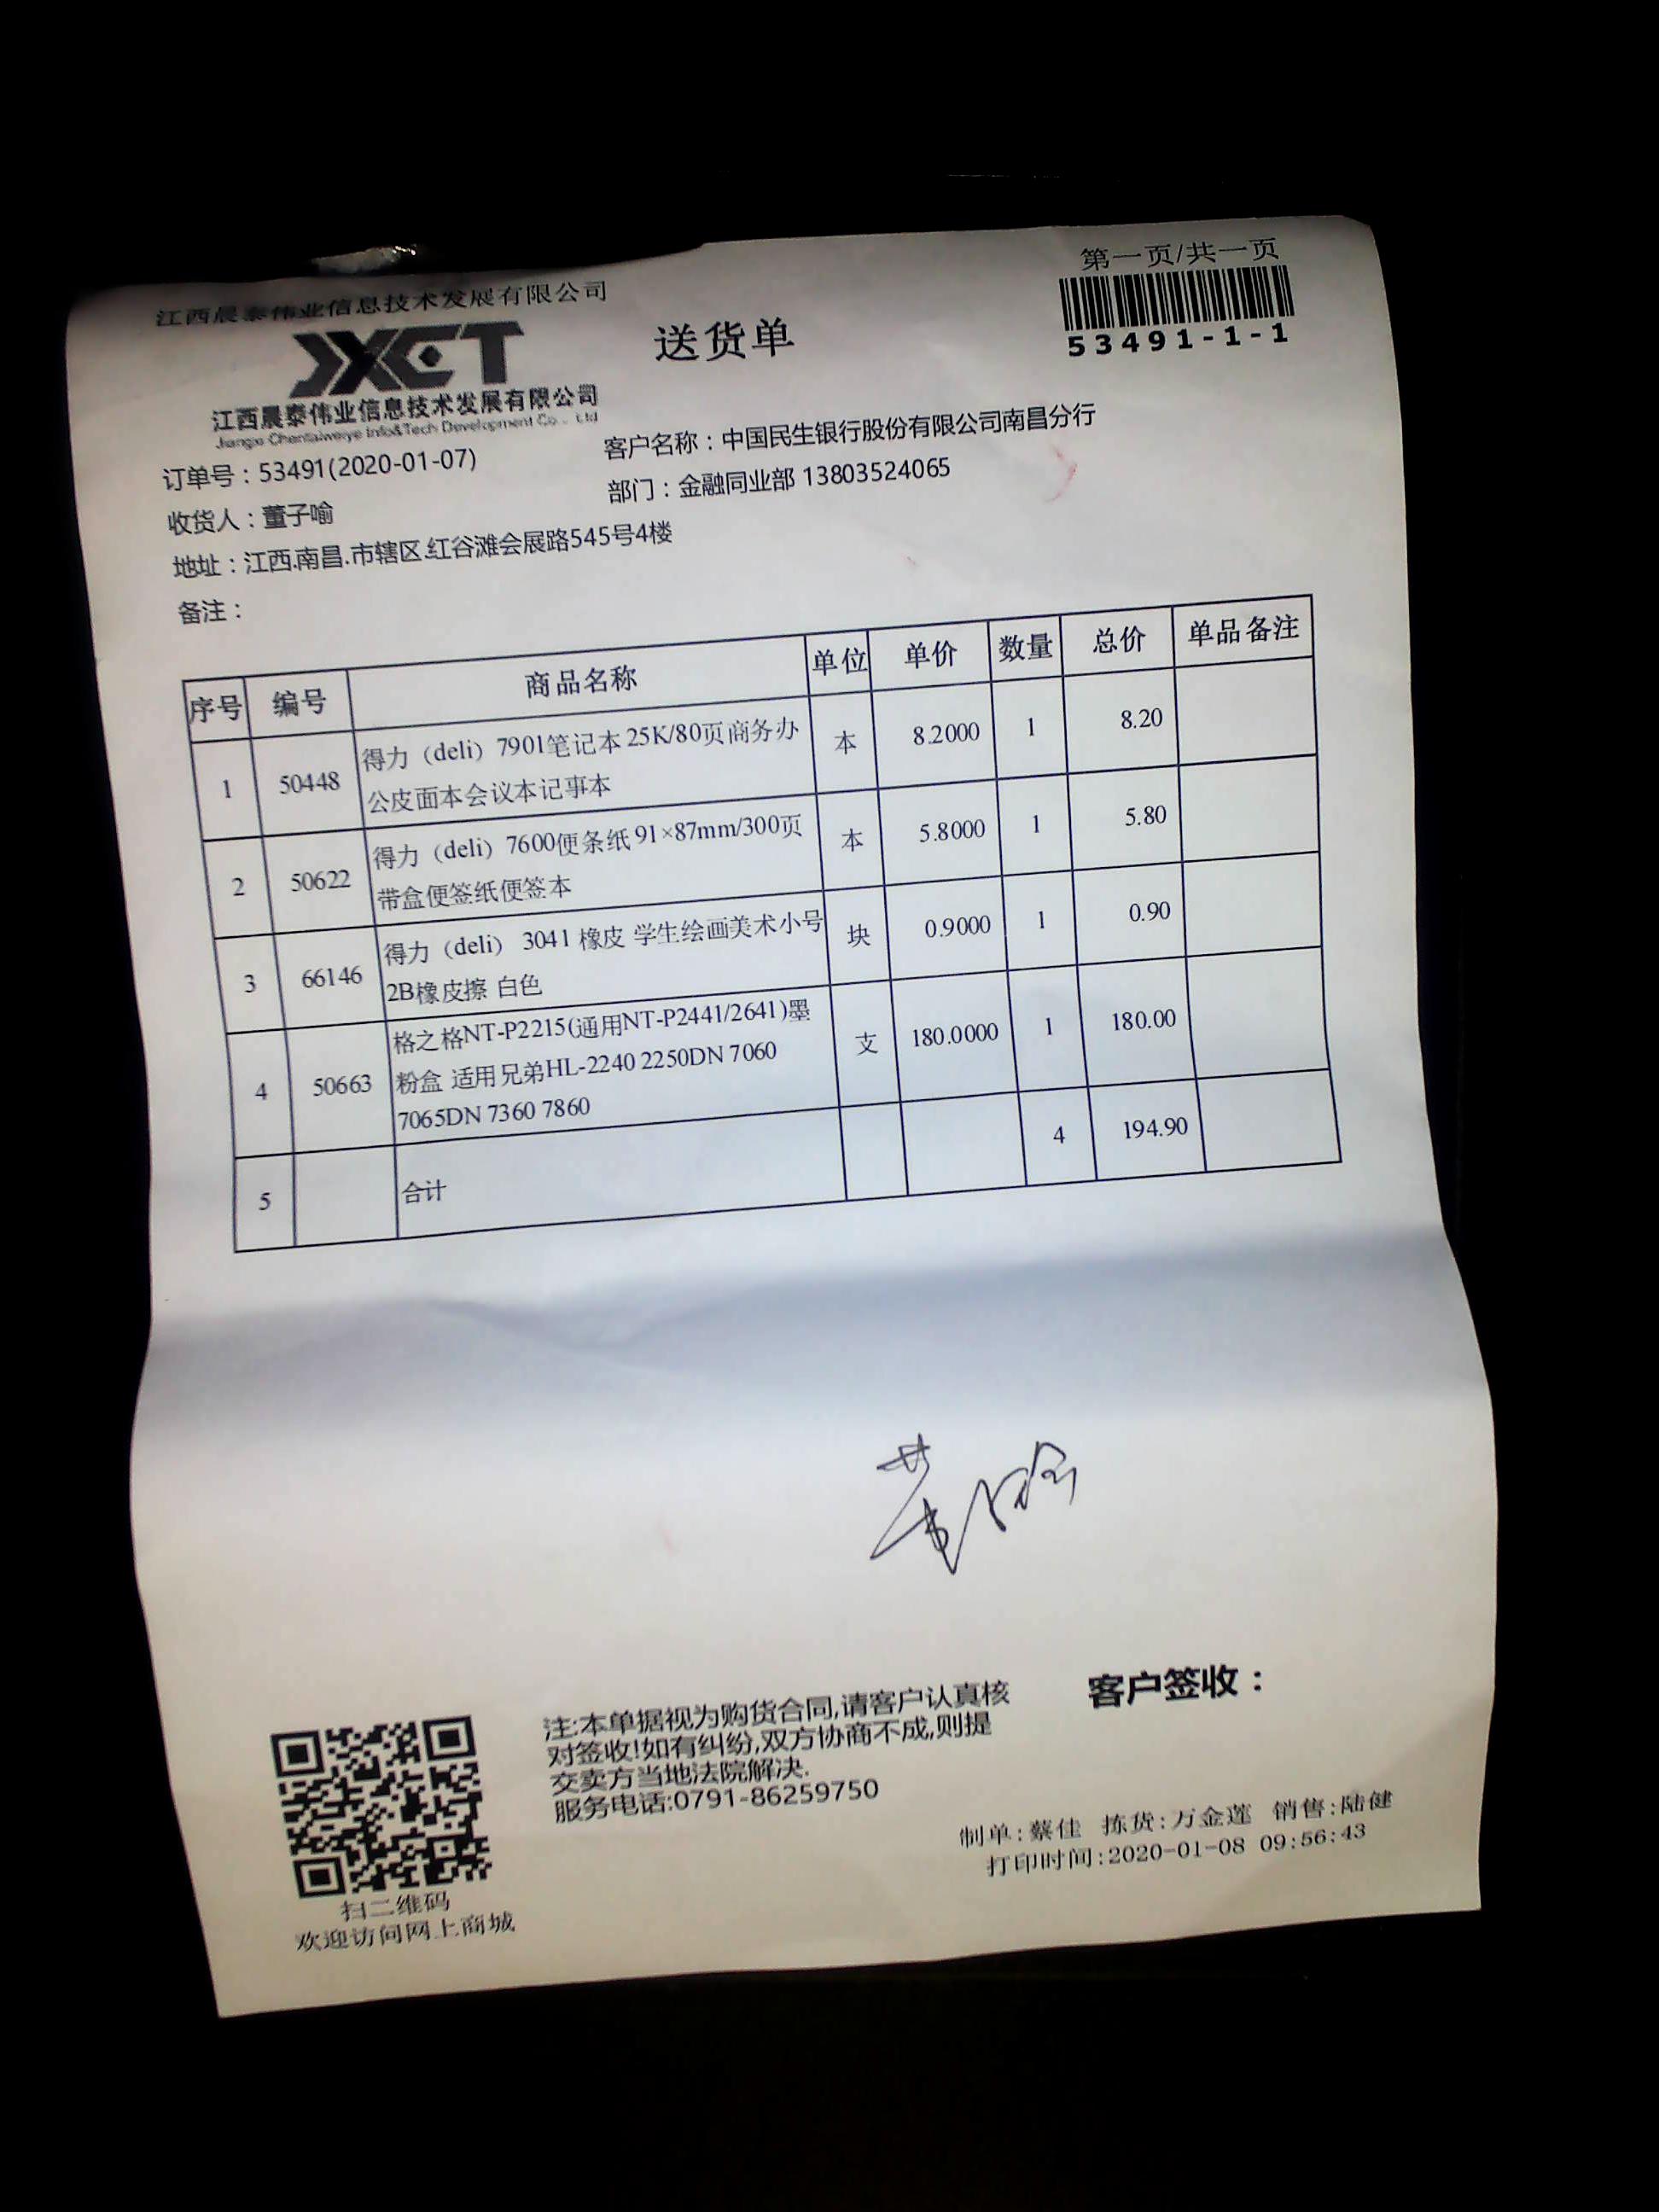 第一页/共一页
江西晨泰伟业信息技术发展有限公司
53491-1-1
JXCT
送货单
江西晨泰伟业信息技术发展有限公司
Jiangxi Chentaiweiye Info&Tech Development Co., Ltd
客户名称：中国民生银行股份有限公司南昌分行
订单号：53491(2020-01-07)
部门：金融同业部 13803524065
收货人：董子喻
地址：江西.南昌.市辖区.红谷滩会展路545号4楼
备注：
序号 编号 商品名称 单位 单价 数量 总价 单品备注
1 50448 得力（deli）7901笔记本 25K/80页商务办 本 8.2000 1 8.20
公皮面本会议本记事本
2 50622 得力（deli）7600便条纸 91×87mm/300页 本 5.8000 1 5.80
带盒便签纸便签本
3 66146 得力（deli） 3041 橡皮 学生绘画美术小号 块 0.9000 1 0.90
2B橡皮擦 白色
4 50663 格之格NT-P2215(通用NT-P2441/2641)墨 支 180.0000 1 180.00
粉盒 适用兄弟HL-2240 2250DN 7060
7065DN 7360 7860
5 合计 4 194.90
客户签收：
注:本单据视为购货合同,请客户认真核
对签收!如有纠纷,双方协商不成,则提
交卖方当地法院解决.
服务电话:0791-86259750
制单:蔡佳 拣货:万金莲 销售:陆健
打印时间:2020-01-08 09:56:43
扫二维码
欢迎访问网上商城